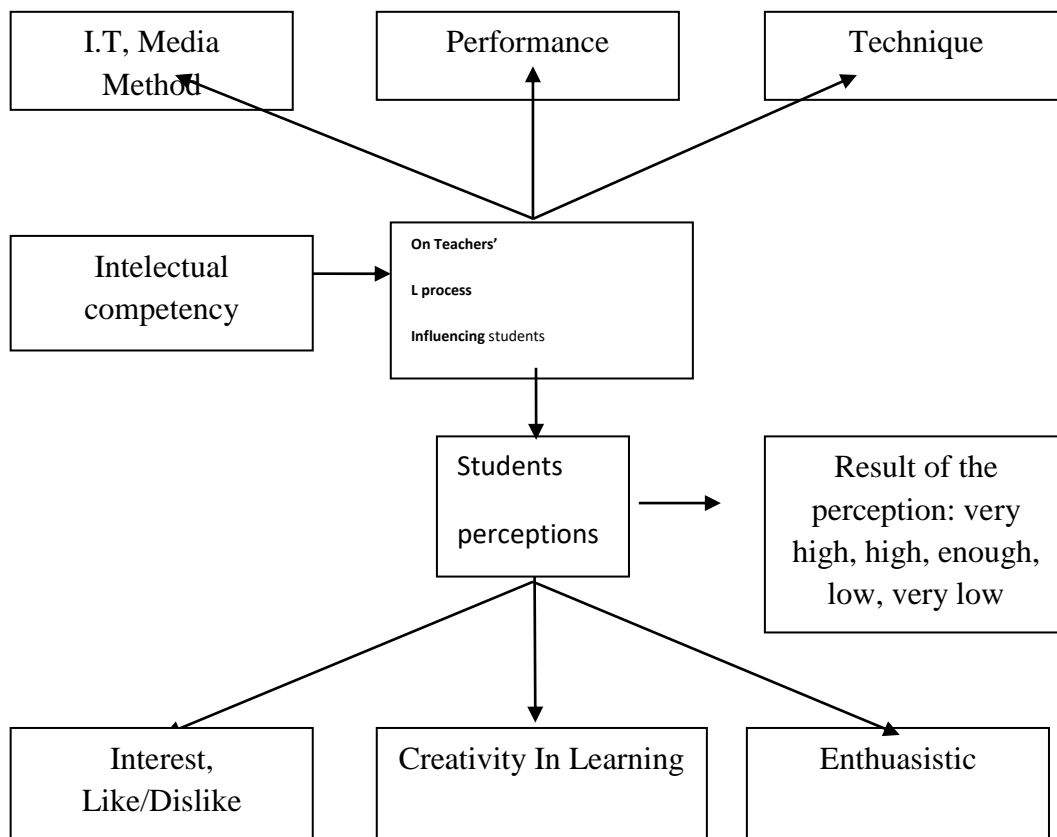 I.T, Media
Method
Performance
Technique
Intelectual
competency
On Teachers’
L process
Influencing students
Students
perceptions
Result of the
perception: very
high, high, enough,
low, very low
Interest,
Like/Dislike
Creativity In Learning
Enthuasistic